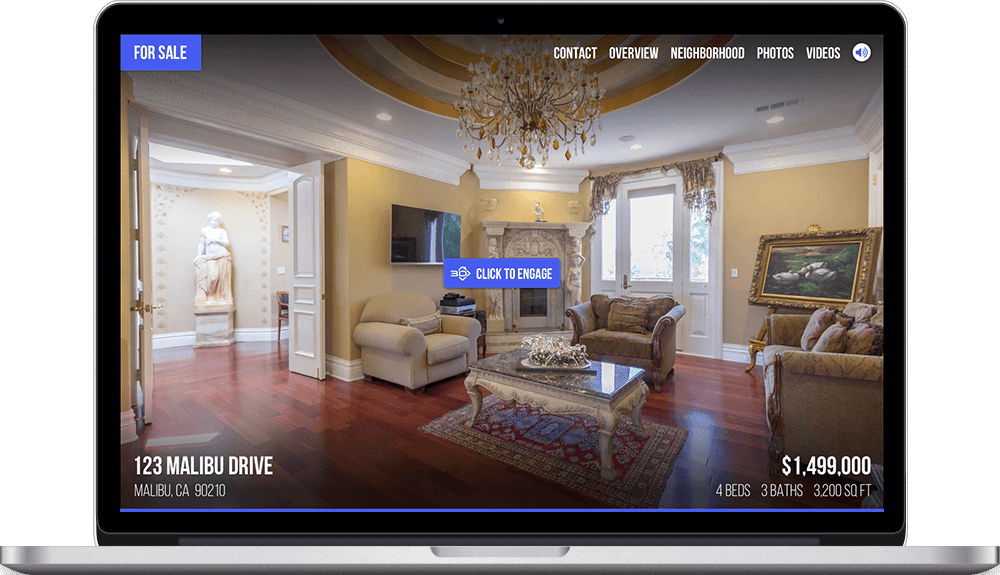 FOR SALE
CONTACT OVERVIEW NEIGHBORHOOD PHOTOS VIDEOS
CLICK TO ENGAGE
123 MALIBU DRIVE
MALIBU, CA 90210
$1,499,000
4 BEDS 3 BATHS 3,200 SQ FT